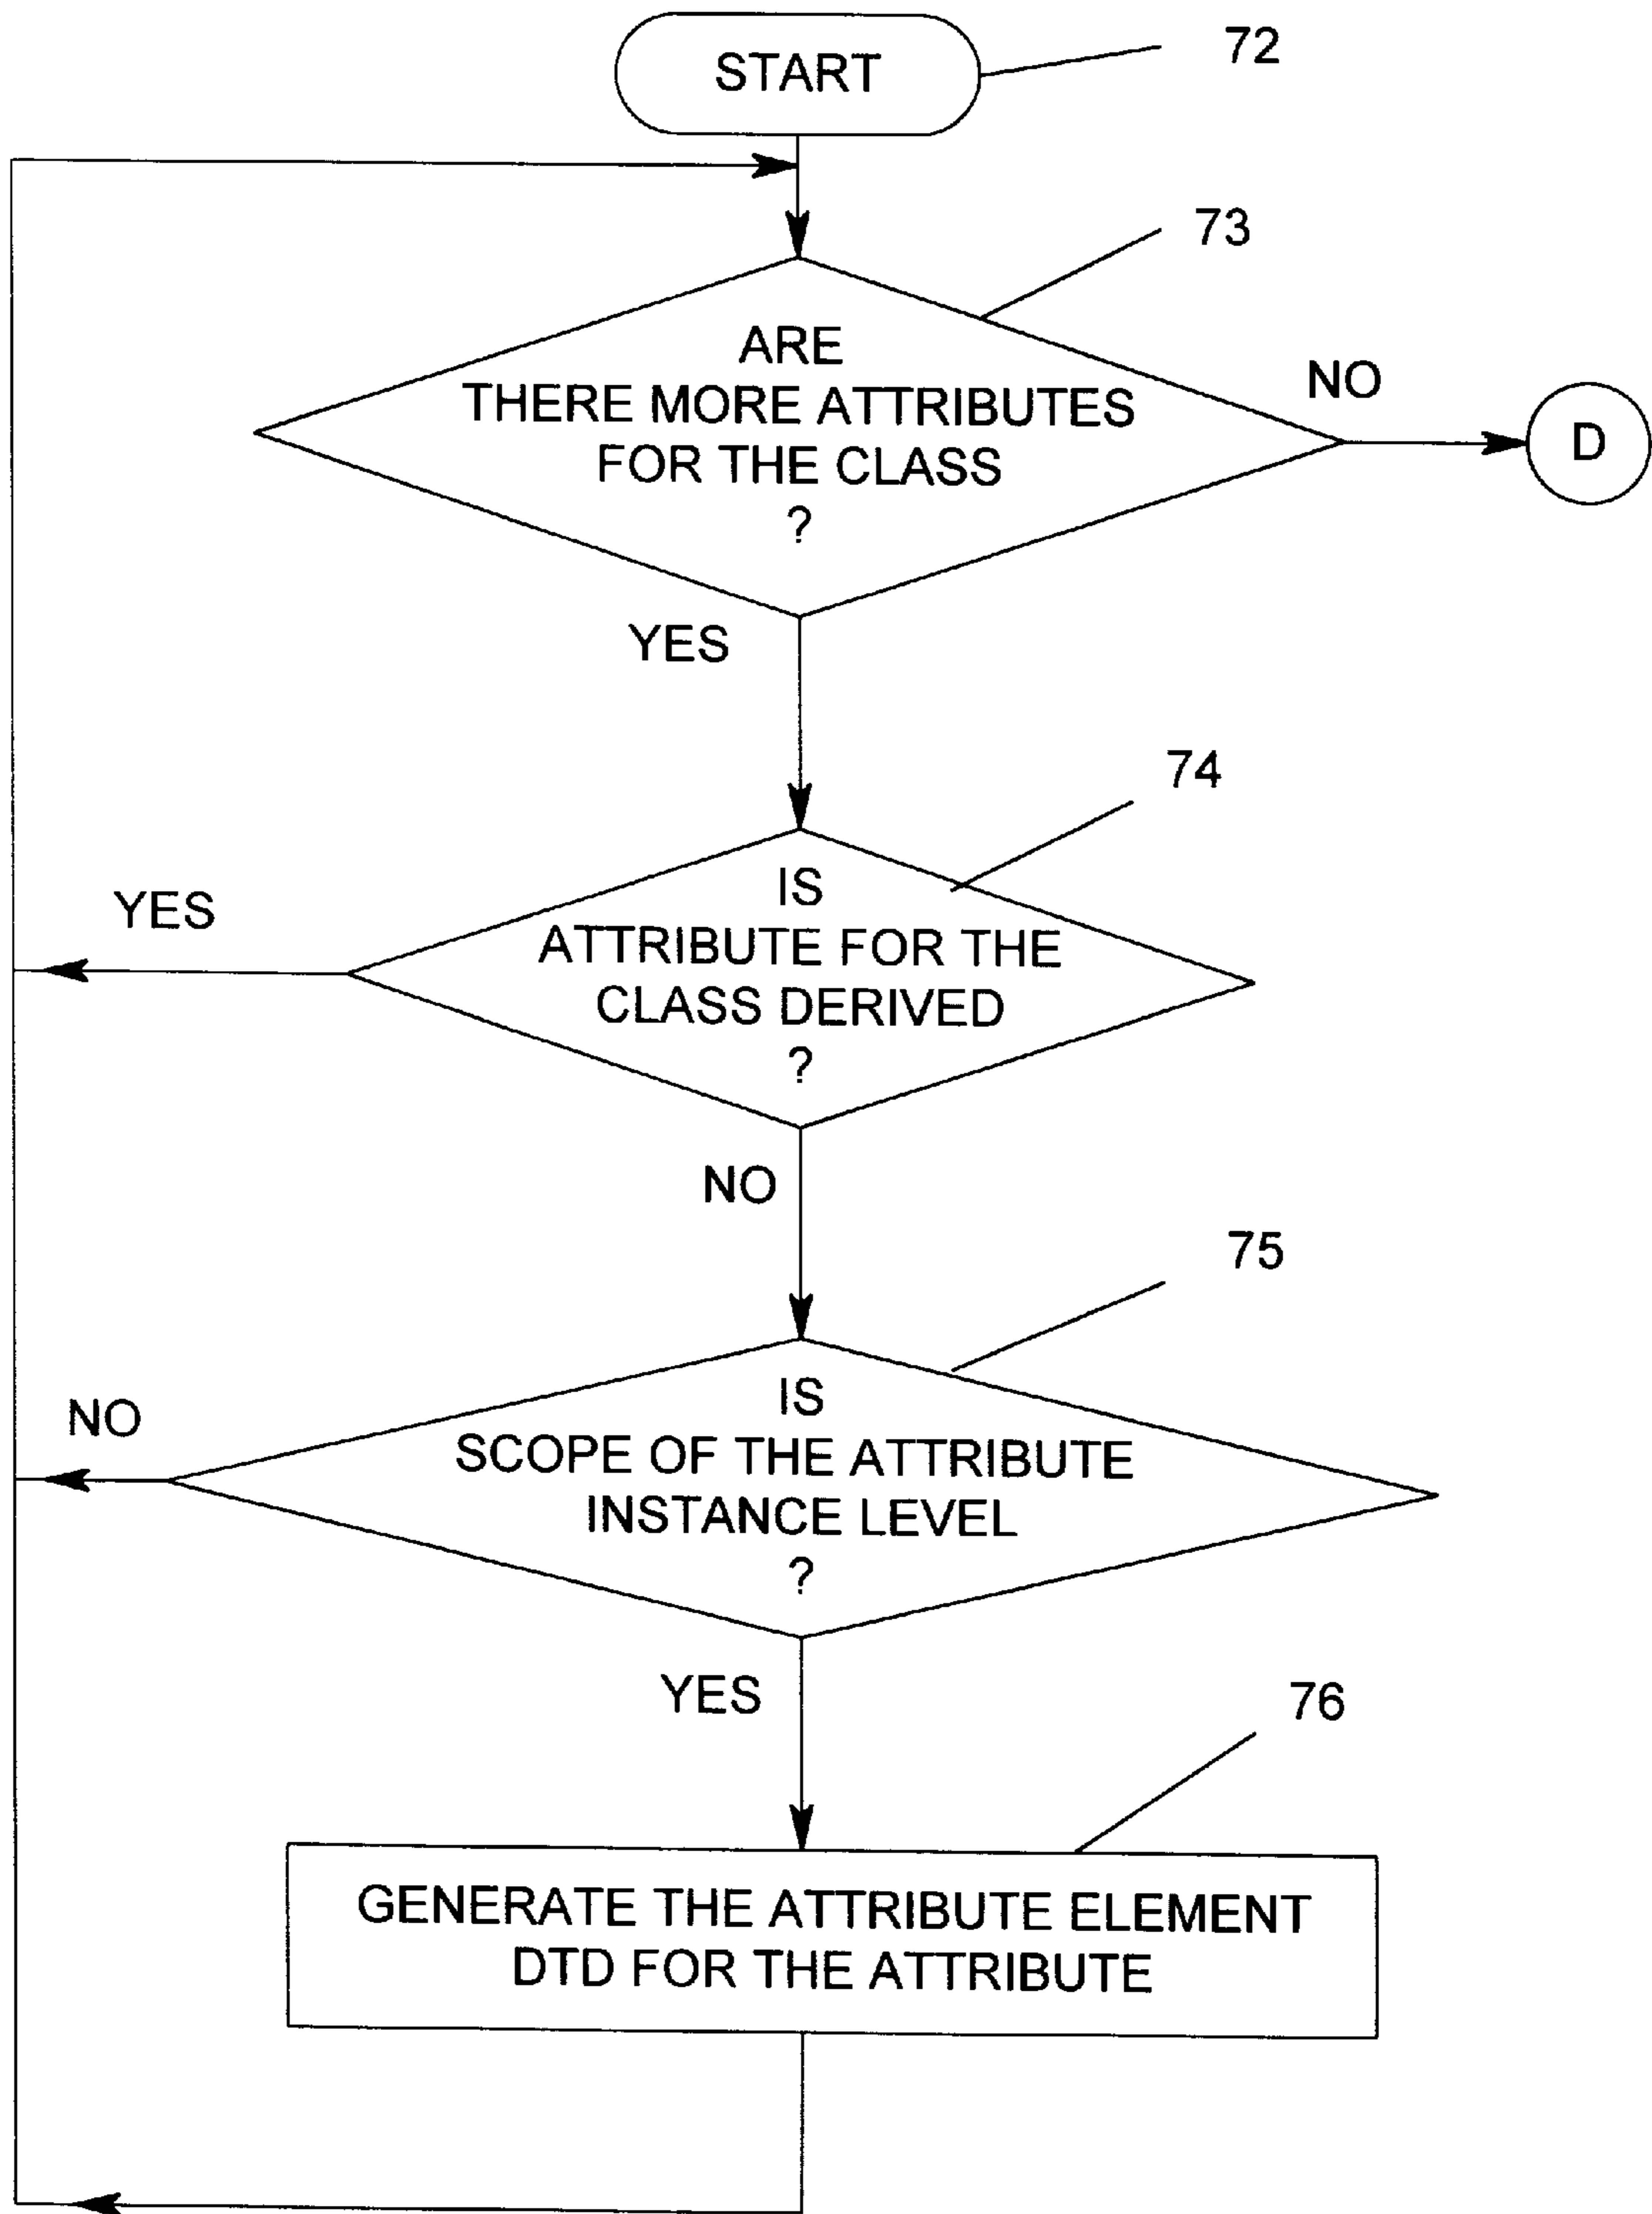 START
72
73
ARE
THERE MORE ATTRIBUTES
FOR THE CLASS
?
NO
D
YES
74
IS
ATTRIBUTE FOR THE
CLASS DERIVED
?
YES
NO
75
IS
SCOPE OF THE ATTRIBUTE
INSTANCE LEVEL
?
NO
YES
76
GENERATE THE ATTRIBUTE ELEMENT
DTD FOR THE ATTRIBUTE